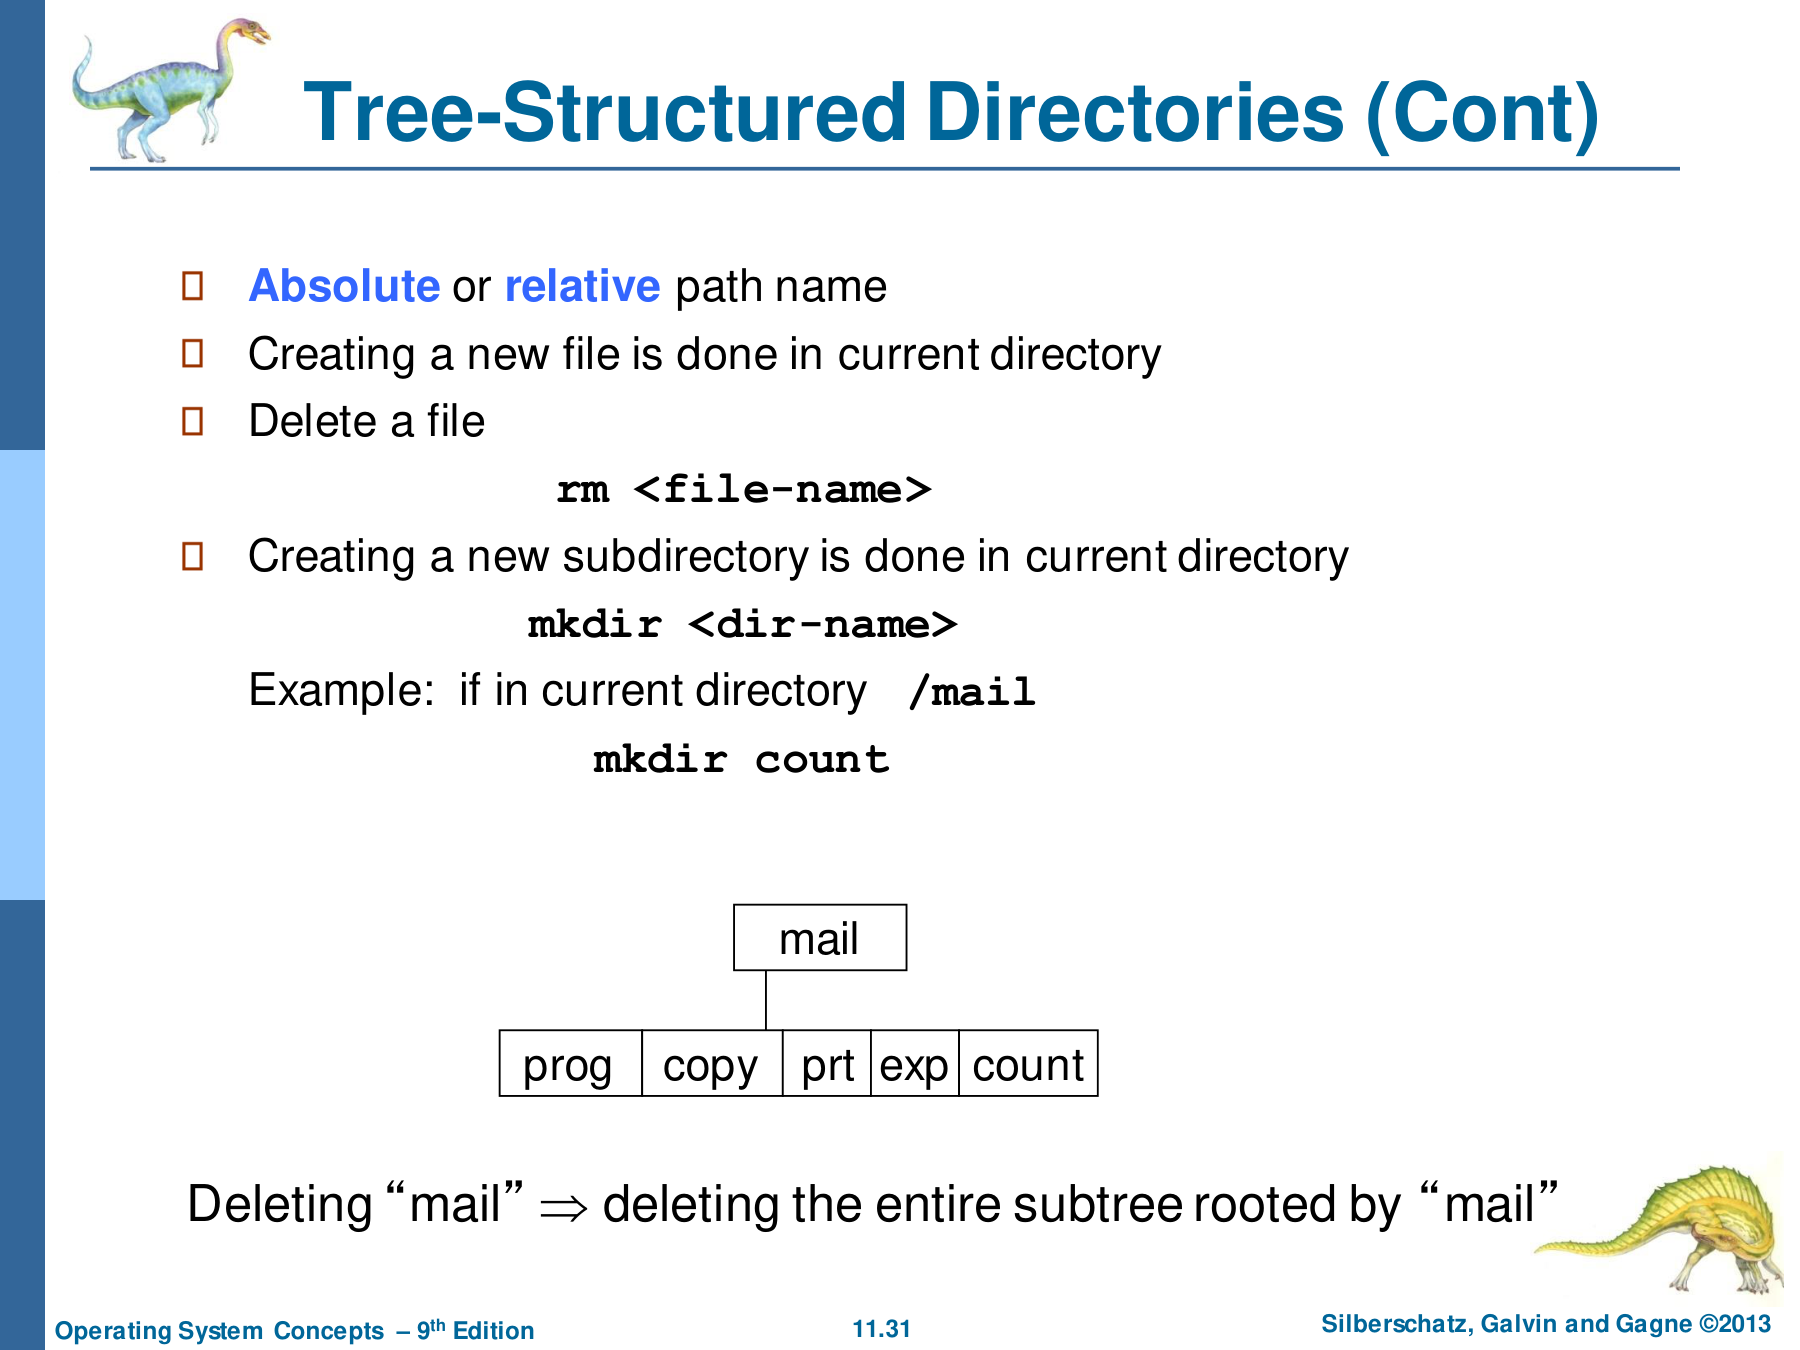 Tree-Structured Directories (Cont)
Absolute or relative path name
Creating a new file is done in current directory
Delete a file
rm <file-name>
Creating a new subdirectory is done in current directory
mkdir <dir-name>
Example: if in current directory /mail
mkdir count
mail
prog copy prt exp count
Deleting “mail” ⇒ deleting the entire subtree rooted by “mail”
Operating System Concepts – 9th Edition 11.31 Silberschatz, Galvin and Gagne ©2013